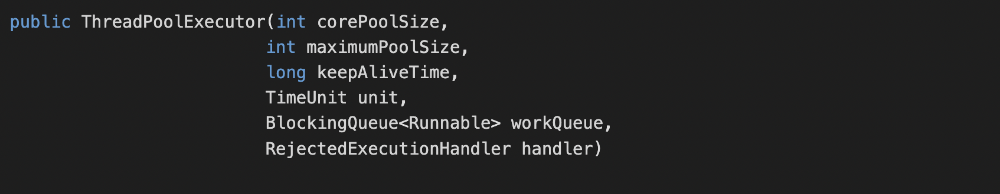 public ThreadPoolExecutor(int corePoolSize,
int maximumPoolSize,
long keepAliveTime,
TimeUnit unit,
BlockingQueue<Runnable> workQueue,
RejectedExecutionHandler handler)